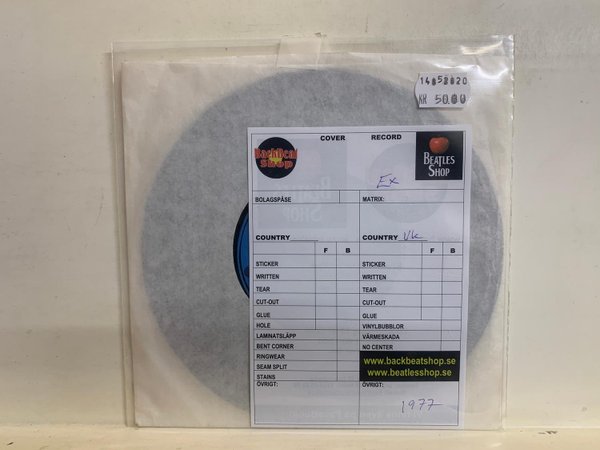 14052020
KR 50.00
COVER RECORD
BackBeat Shop
BEATLES SHOP
Ex
BOLAGSPÅSE MATRIX:
COUNTRY COUNTRY Uk
F B F B
STICKER STICKER
WRITTEN WRITTEN
TEAR TEAR
CUT-OUT CUT-OUT
GLUE GLUE
HOLE VINYLBUBBLOR
LAMINATSLÄPP VÄRMESKADA
BENT CORNER NO CENTER
RINGWEAR
SEAM SPLIT
STAINS
www.backbeatshop.se
www.beatlesshop.se
ÖVRIGT: ÖVRIGT:
1977